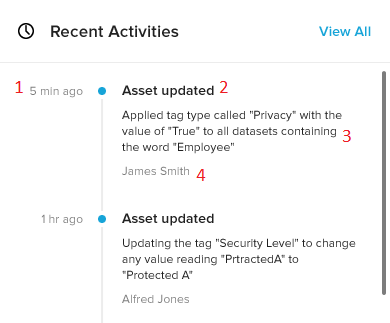 Recent Activities View All
1 5 min ago Asset updated 2
Applied tag type called "Privacy" with the
value of "True" to all datasets containing 3
the word "Employee"
James Smith 4
1 hr ago Asset updated
Updating the tag "Security Level" to change
any value reading "PrtractedA" to
"Protected A"
Alfred Jones